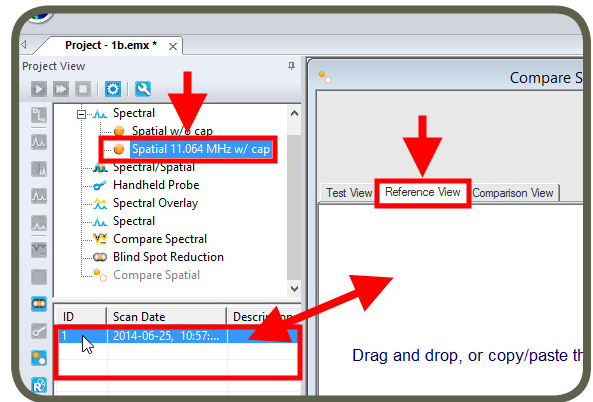 Project - 1b.emx *
Project View
Spectral
Spatial w/o cap
Spatial 11.064 MHz w/ cap
Spectral/Spatial
Handheld Probe
Spectral Overlay
Spectral
Compare Spectral
Blind Spot Reduction
Compare Spatial
ID Scan Date Description
1 2014-06-25, 10:57:...
Compare S
Test View Reference View Comparison View
Drag and drop, or copy/paste th